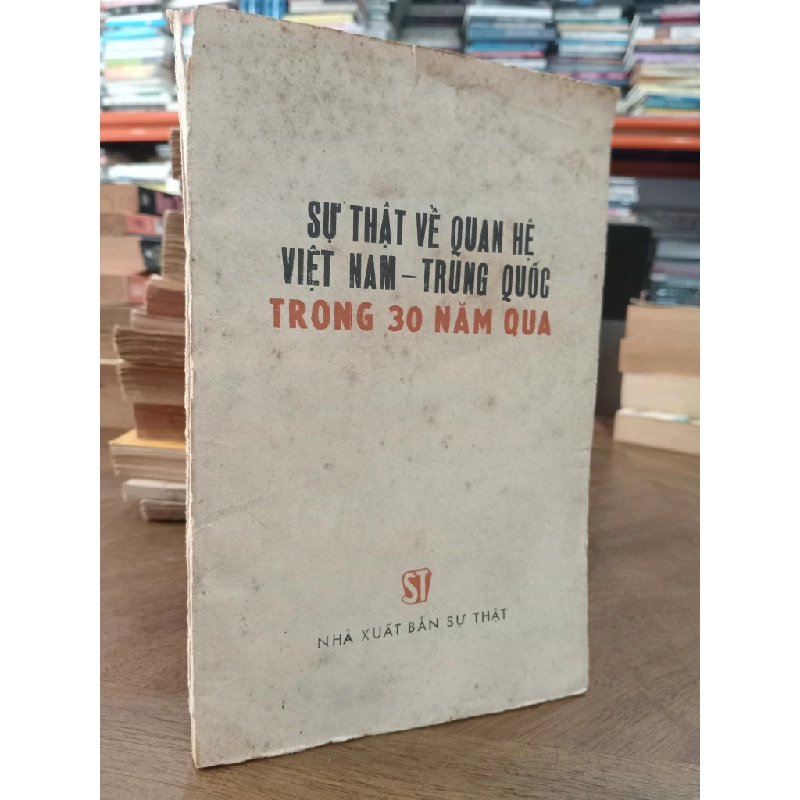 SỰ THẬT VỀ QUAN HỆ
VIỆT NAM – TRUNG QUỐC
TRONG 30 NĂM QUA
ST
NHÀ XUẤT BẢN SỰ THẬT